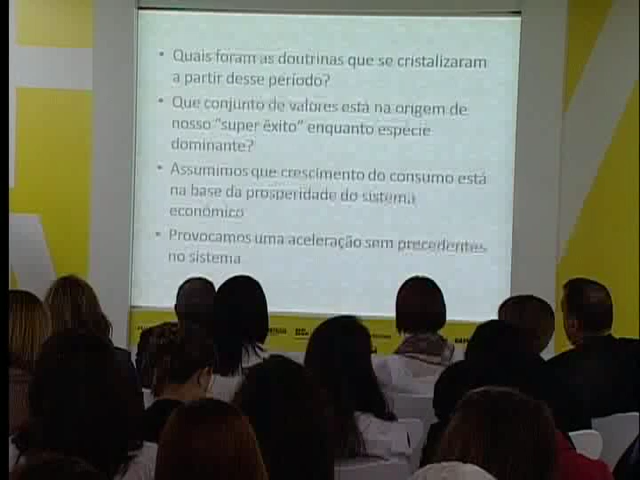 • Quais foram as doutrinas que se cristalizaram
a partir desse período?
• Que conjunto de valores está na origem de
nosso "super êxito" enquanto espécie
dominante?
• Assumimos que crescimento do consumo está
na base da prosperidade do sistema
econômico
• Provocamos uma aceleração sem precedentes
no sistema